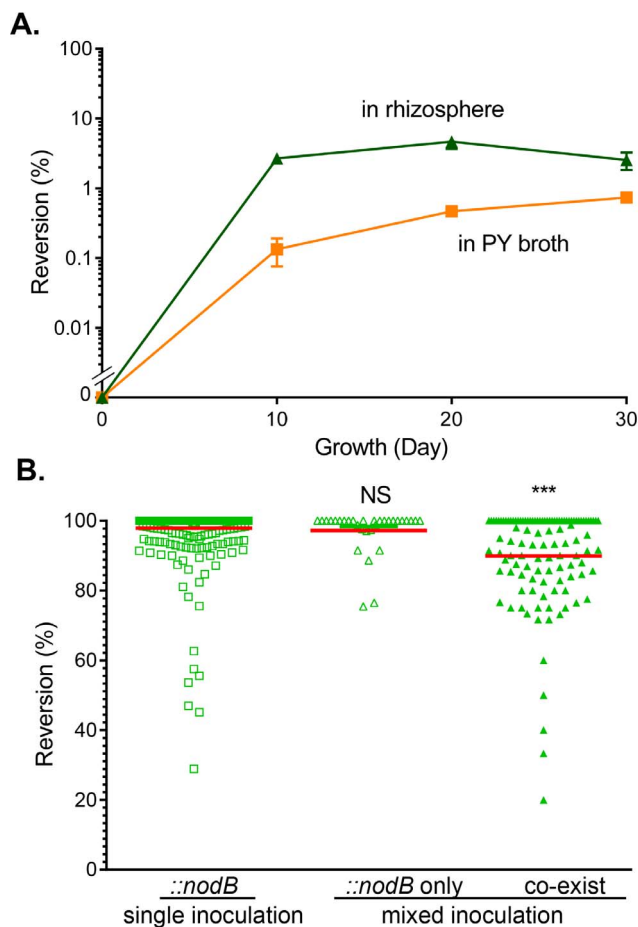 A.
100
10
1
0.1
0.01
0
Reversion (%)
in rhizosphere
in PY broth
0 10 20 30
Growth (Day)
B.
NS ***
100
80
60
40
20
0
Reversion (%)
::nodB ::nodB only co-exist
single inoculation mixed inoculation